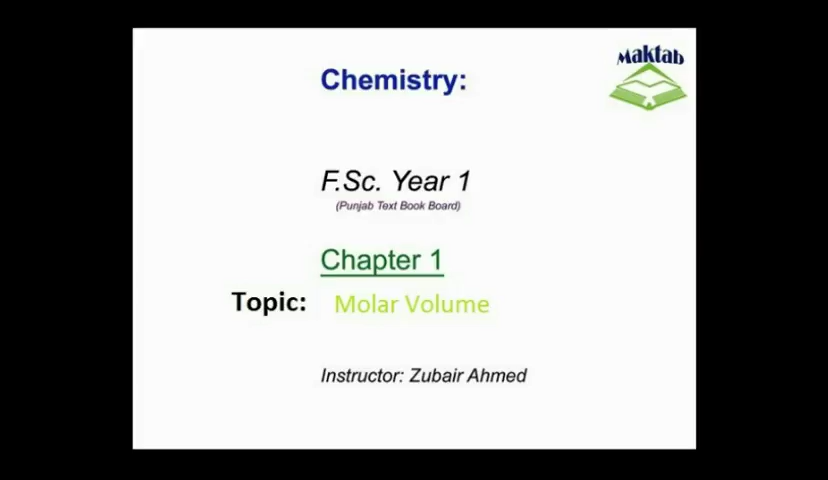 Maktab
Chemistry:
F.Sc. Year 1
(Punjab Text Book Board)
Chapter 1
Topic: Molar Volume
Instructor: Zubair Ahmed